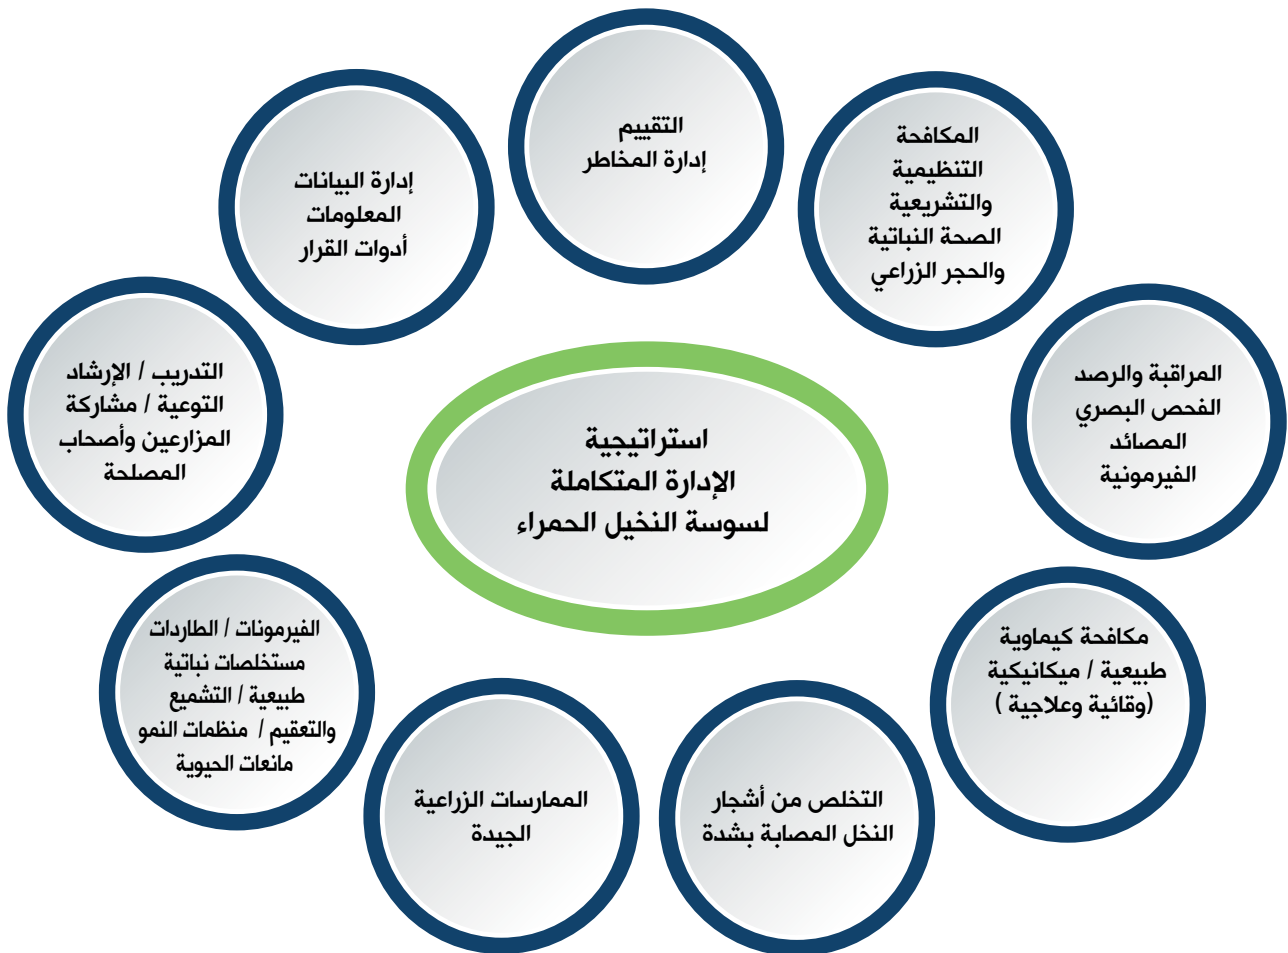 التقييم
إدارة المخاطر
المكافحة
التنظيمية
والتشريعية
الصحة النباتية
والحجر الزراعي
المراقبة والرصد
الفحص البصري
المصائد
الفيرمونية
مكافحة كيماوية
طبيعية / ميكانيكية
(وقائية وعلاجية )
التخلص من أشجار
النخل المصابة بشدة
الممارسات الزراعية
الجيدة
الفيرمونات / الطاردات
مستخلصات نباتية
طبيعية / التشميع
والتعقيم / منظمات النمو
مانعات الحيوية
التدريب / الإرشاد
التوعية / مشاركة
المزارعين وأصحاب
المصلحة
إدارة البيانات
المعلومات
أدوات القرار
استراتيجية
الإدارة المتكاملة
لسوسة النخيل الحمراء